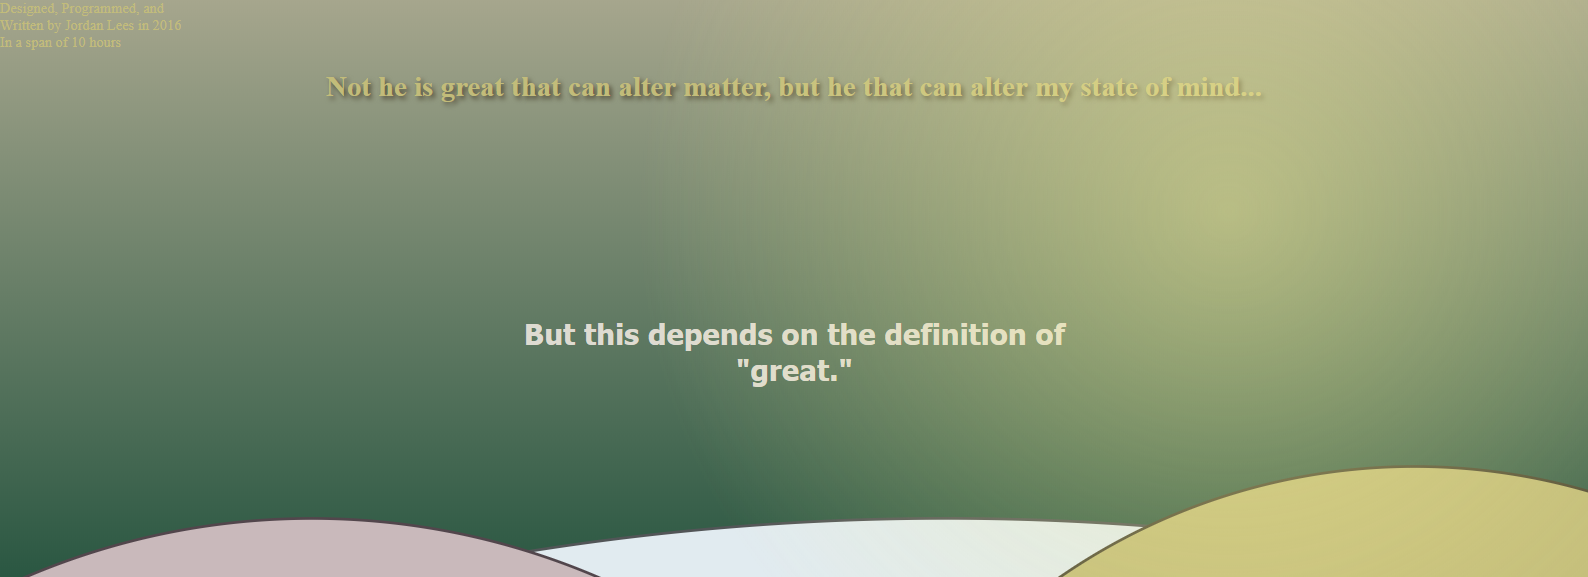 Designed, Programmed, and
Written by Jordan Lees in 2016
In a span of 10 hours
Not he is great that can alter matter, but he that can alter my state of mind...
But this depends on the definition of
"great."